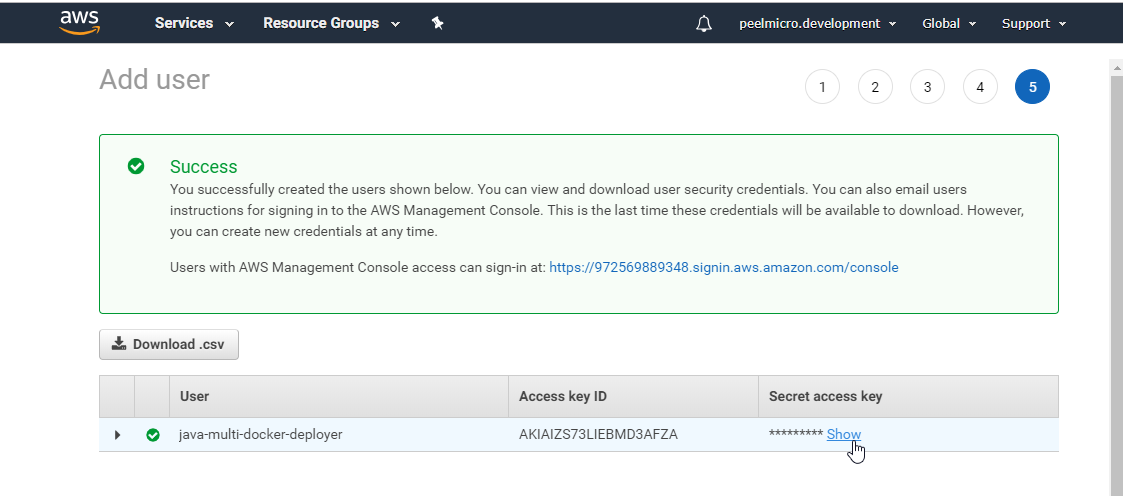 aws Services Resource Groups peelmicro.development Global Support
Add user
1 2 3 4 5
Success
You successfully created the users shown below. You can view and download user security credentials. You can also email users
instructions for signing in to the AWS Management Console. This is the last time these credentials will be available to download. However,
you can create new credentials at any time.
Users with AWS Management Console access can sign-in at: https://972569889348.signin.aws.amazon.com/console
Download .csv
User Access key ID Secret access key
java-multi-docker-deployer AKIAIZS73LIEBMD3AFZA ********* Show